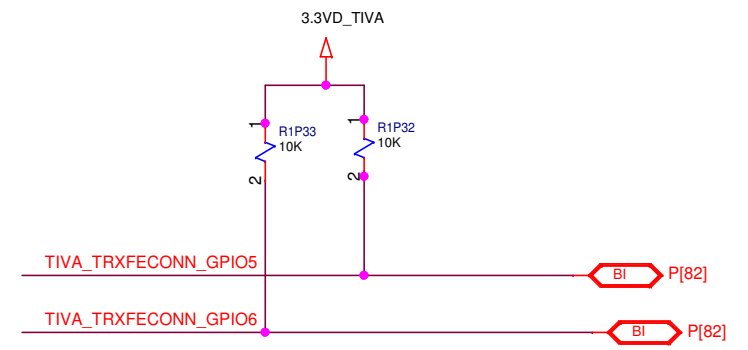 3.3VD_TIVA
1
R1P33
10K
2
1
R1P32
10K
2
TIVA_TRXFECONN_GPIO5
BI
P[82]
TIVA_TRXFECONN_GPIO6
BI
P[82]